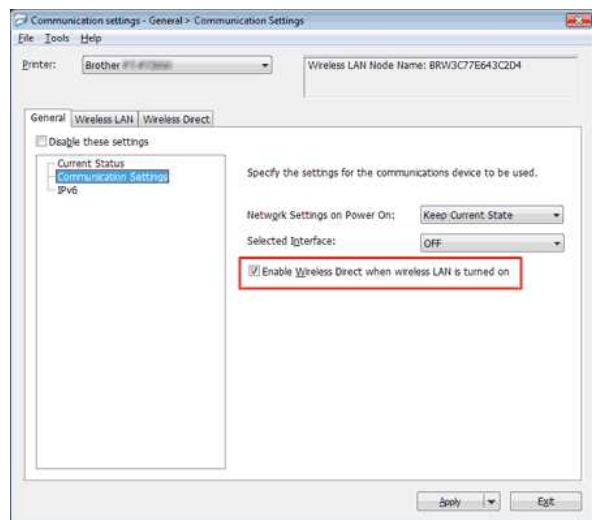 Communication settings - General > Communication Settings
File Tools Help
Printer: Brother
Wireless LAN Node Name: BRW3C77E643C2D4
General Wireless LAN Wireless Direct
Disable these settings
Current Status
Communication Settings
IPv6
Specify the settings for the communications device to be used.
Network Settings on Power On: Keep Current State
Selected Interface: OFF
Enable Wireless Direct when wireless LAN is turned on
Apply Exit